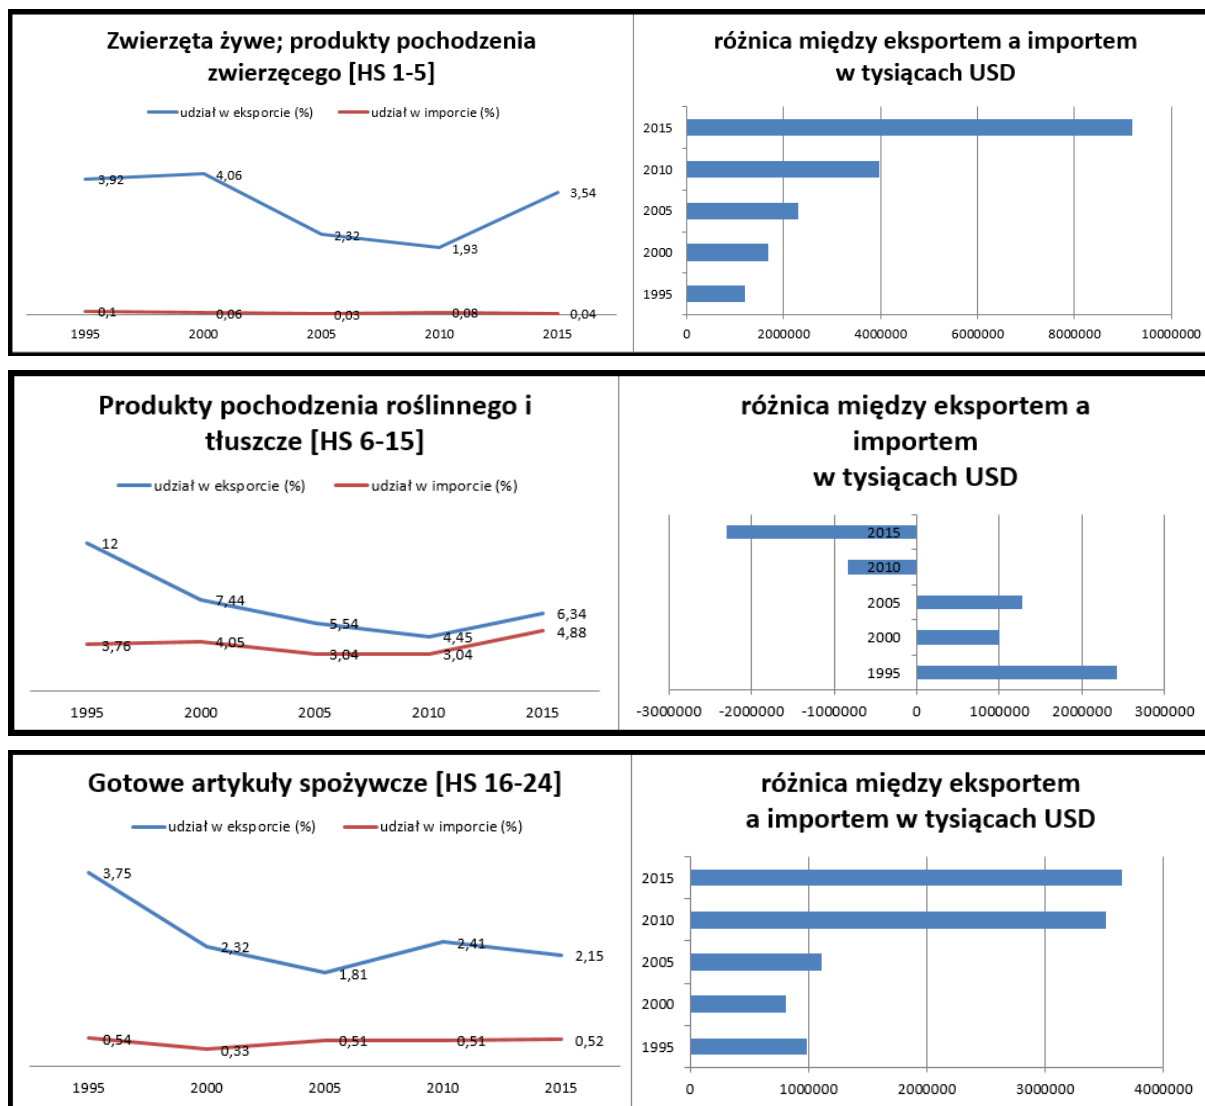 Zwierzęta żywe; produkty pochodzenia
zwierzęcego [HS 1-5]
udział w eksporcie (%) udział w imporcie (%)
3,92 4,06 2,32 1,93 3,54
0,1 0,06 0,03 0,08 0,04
1995 2000 2005 2010 2015
różnica między eksportem a importem
w tysiącach USD
2015
2010
2005
2000
1995
0 2000000 4000000 6000000 8000000 10000000
Produkty pochodzenia roślinnego i
tłuszcze [HS 6-15]
udział w eksporcie (%) udział w imporcie (%)
12 7,44 5,54 4,45 6,34
3,76 4,05 3,04 3,04 4,88
1995 2000 2005 2010 2015
różnica między eksportem a
importem
w tysiącach USD
2015
2010
2005
2000
1995
-3000000 -2000000 -1000000 0 1000000 2000000 3000000
Gotowe artykuły spożywcze [HS 16-24]
udział w eksporcie (%) udział w imporcie (%)
3,75 2,32 1,81 2,41 2,15
0,54 0,33 0,51 0,51 0,52
1995 2000 2005 2010 2015
różnica między eksportem
a importem w tysiącach USD
2015
2010
2005
2000
1995
0 1000000 2000000 3000000 4000000